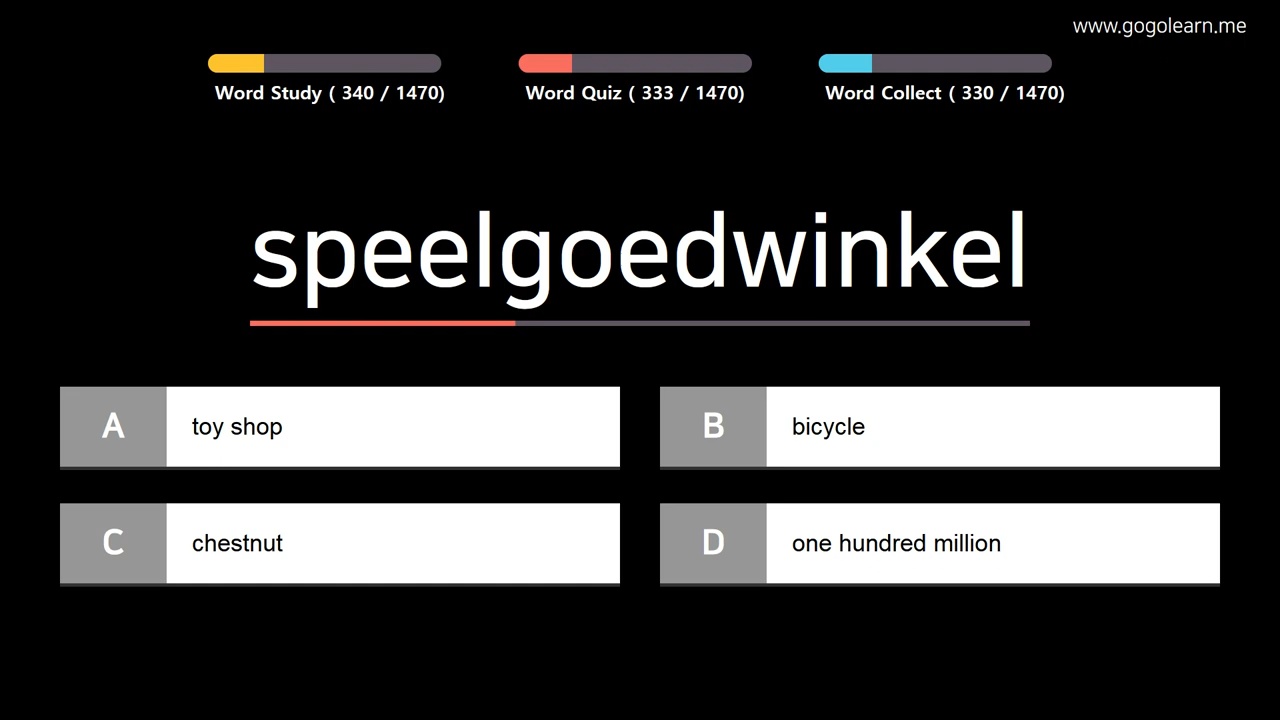 www.gogolearn.me
Word Study ( 340 / 1470)
Word Quiz ( 333 / 1470)
Word Collect ( 330 / 1470)
speelgoedwinkel
A
toy shop
B
bicycle
C
chestnut
D
one hundred million